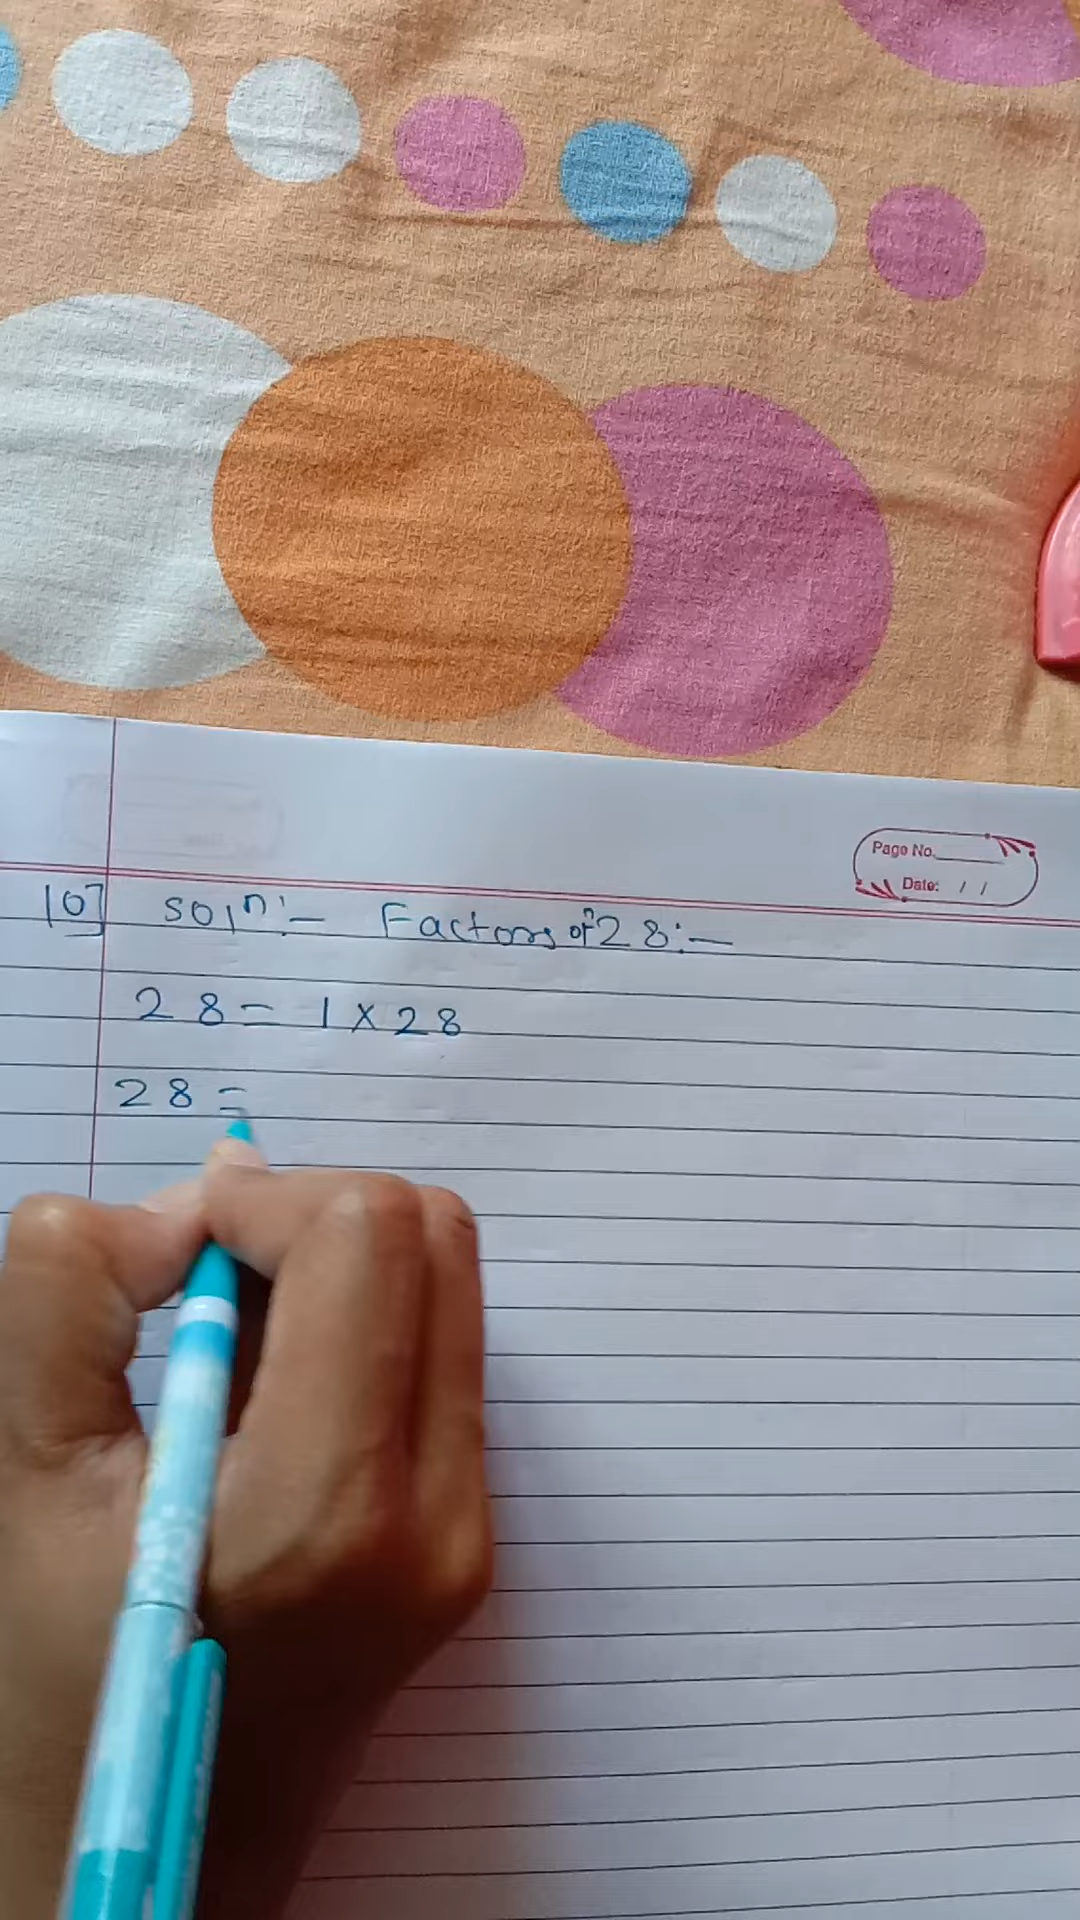 Page No.
Date: / /
10] Soln:- Factors of 28:-
28 = 1 x 28
28 =